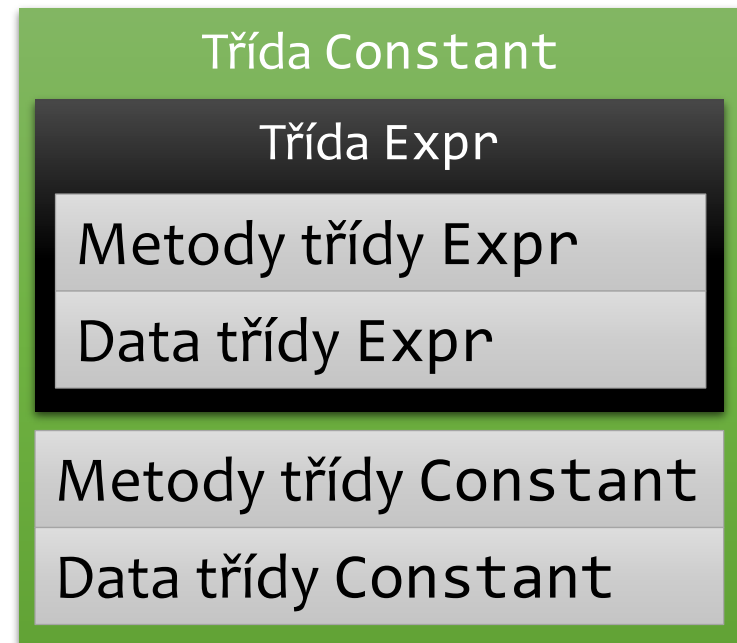 Třída Constant
Třída Expr
Metody třídy Expr
Data třídy Expr
Metody třídy Constant
Data třídy Constant